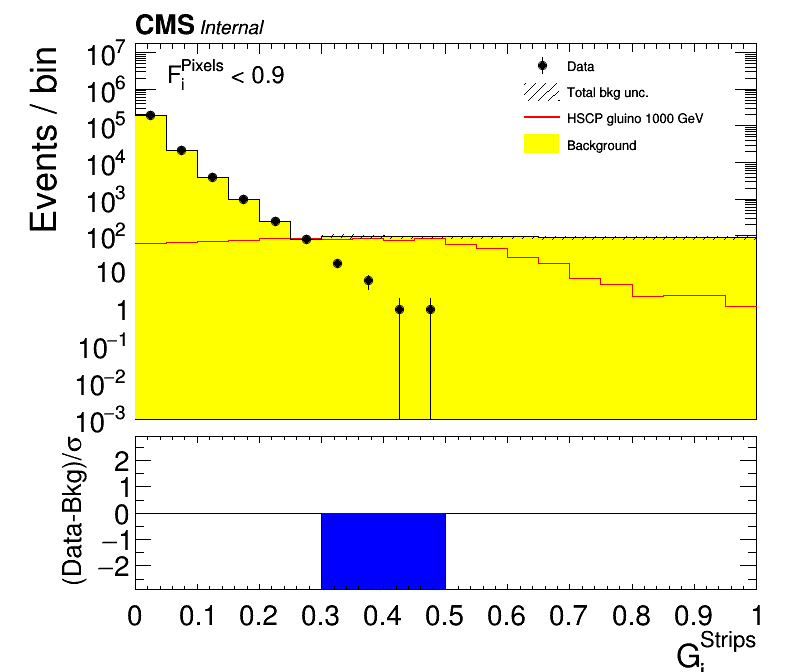 CMS Internal
F_i^Pixels < 0.9
Data
Total bkg unc.
HSCP gluino 1000 GeV
Background
Events / bin
10^7
10^6
10^5
10^4
10^3
10^2
10
1
10^−1
10^−2
10^−3
(Data-Bkg)/σ
2
1
0
−1
−2
0 0.1 0.2 0.3 0.4 0.5 0.6 0.7 0.8 0.9 1
G_i^Strips